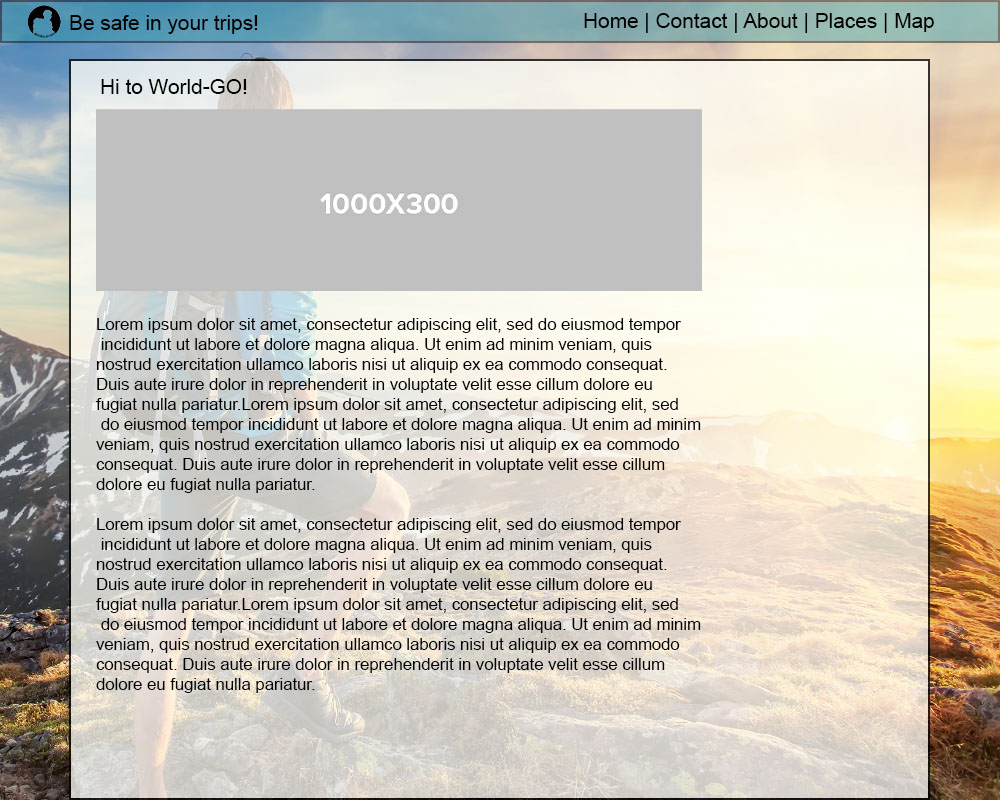 Be safe in your trips!
Home | Contact | About | Places | Map
Hi to World-GO!
1000X300
Lorem ipsum dolor sit amet, consectetur adipiscing elit, sed do eiusmod tempor
incididunt ut labore et dolore magna aliqua. Ut enim ad minim veniam, quis
nostrud exercitation ullamco laboris nisi ut aliquip ex ea commodo consequat.
Duis aute irure dolor in reprehenderit in voluptate velit esse cillum dolore eu
fugiat nulla pariatur.Lorem ipsum dolor sit amet, consectetur adipiscing elit, sed
do eiusmod tempor incididunt ut labore et dolore magna aliqua. Ut enim ad minim
veniam, quis nostrud exercitation ullamco laboris nisi ut aliquip ex ea commodo
consequat. Duis aute irure dolor in reprehenderit in voluptate velit esse cillum
dolore eu fugiat nulla pariatur.
Lorem ipsum dolor sit amet, consectetur adipiscing elit, sed do eiusmod tempor
incididunt ut labore et dolore magna aliqua. Ut enim ad minim veniam, quis
nostrud exercitation ullamco laboris nisi ut aliquip ex ea commodo consequat.
Duis aute irure dolor in reprehenderit in voluptate velit esse cillum dolore eu
fugiat nulla pariatur.Lorem ipsum dolor sit amet, consectetur adipiscing elit, sed
do eiusmod tempor incididunt ut labore et dolore magna aliqua. Ut enim ad minim
veniam, quis nostrud exercitation ullamco laboris nisi ut aliquip ex ea commodo
consequat. Duis aute irure dolor in reprehenderit in voluptate velit esse cillum
dolore eu fugiat nulla pariatur.